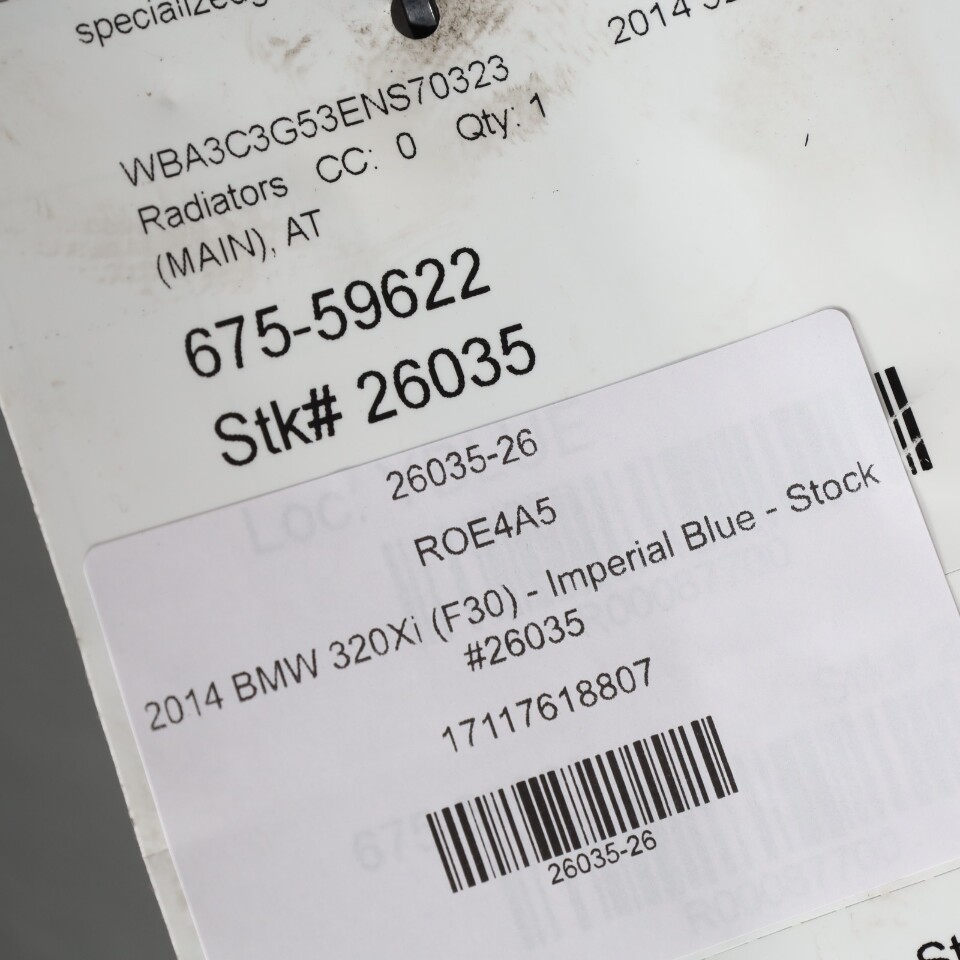 2014
WBA3C3G53ENS70323
Radiators CC: 0 Qty: 1
(MAIN), AT
675-59622
Stk# 26035
26035-26
ROE4A5
2014 BMW 320Xi (F30) - Imperial Blue - Stock
#26035
17117618807
26035-26